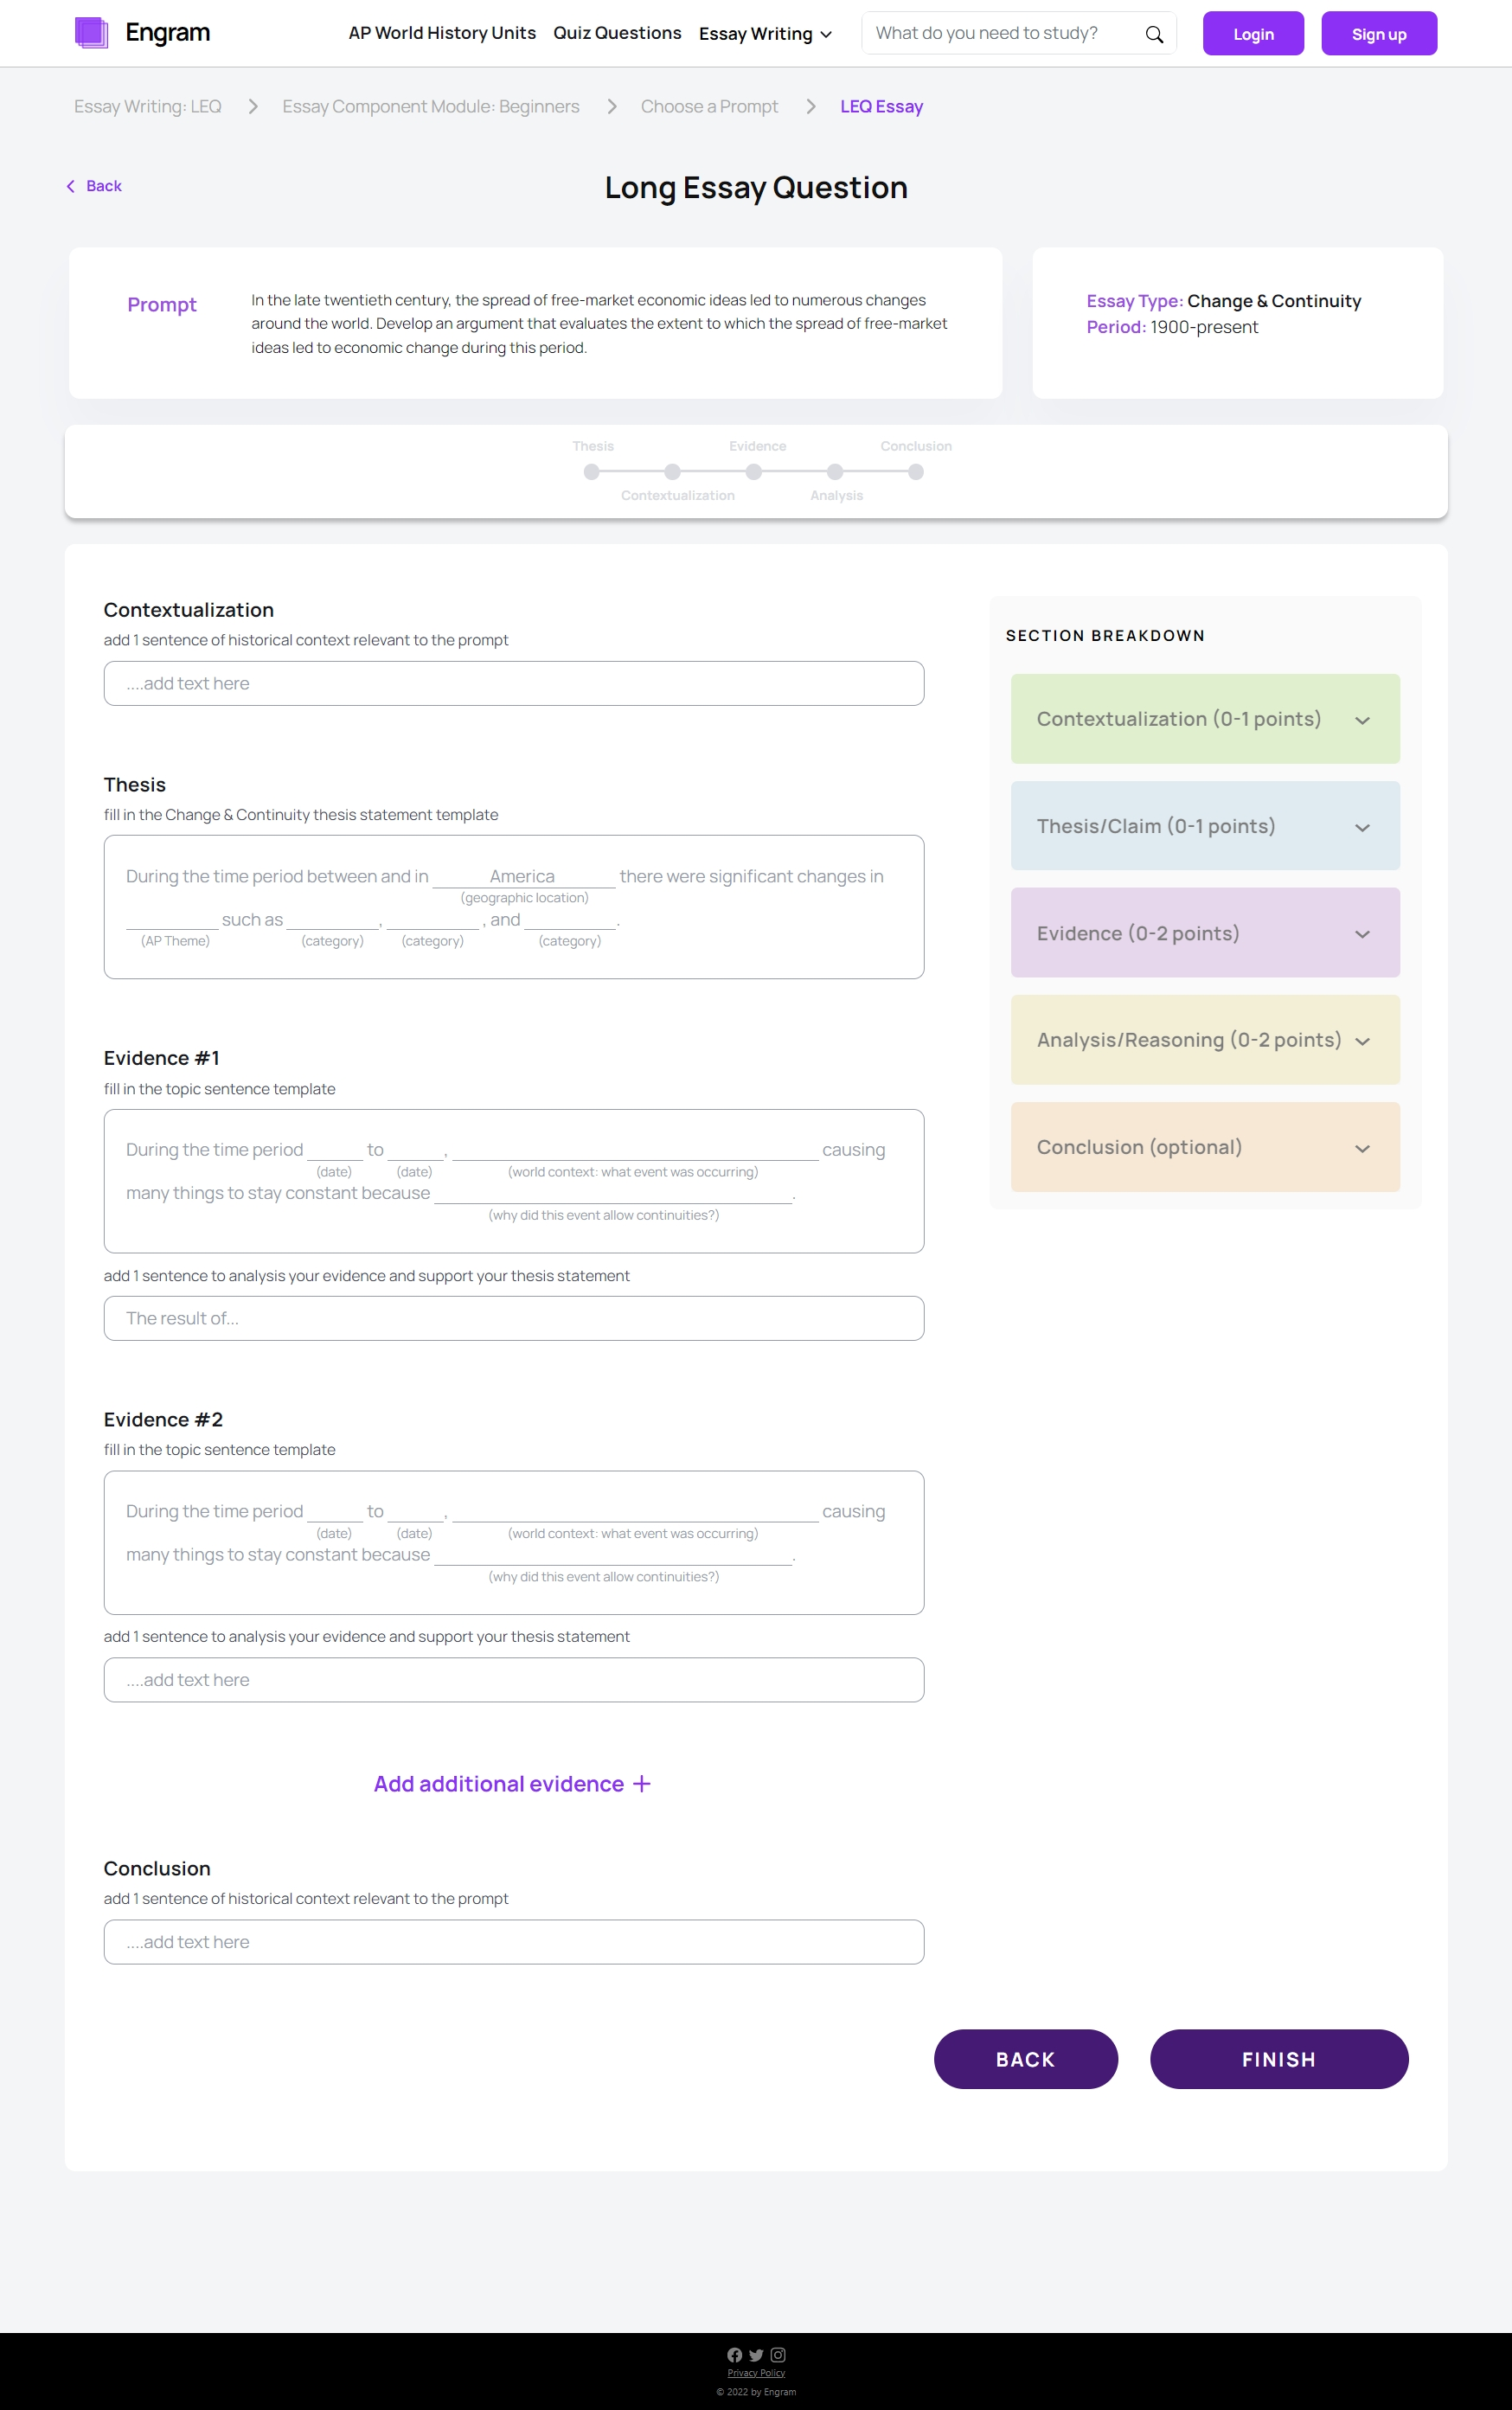 Engram
AP World History Units Quiz Questions Essay Writing What do you need to study? Login Sign up
Essay Writing: LEQ Essay Component Module: Beginners Choose a Prompt LEQ Essay
Back
Long Essay Question
Prompt
In the late twentieth century, the spread of free-market economic ideas led to numerous changes
around the world. Develop an argument that evaluates the extent to which the spread of free-market
ideas led to economic change during this period.
Essay Type: Change & Continuity
Period: 1900-present
Thesis Evidence Conclusion
Contextualization Analysis
Contextualization
add 1 sentence of historical context relevant to the prompt
....add text here
Thesis
fill in the Change & Continuity thesis statement template
During the time period between and in America there were significant changes in
(geographic location)
such as , , and .
(AP Theme) (category) (category) (category)
Evidence #1
fill in the topic sentence template
During the time period to , causing
(date) (date) (world context: what event was occurring)
many things to stay constant because .
(why did this event allow continuities?)
add 1 sentence to analysis your evidence and support your thesis statement
The result of...
Evidence #2
fill in the topic sentence template
During the time period to , causing
(date) (date) (world context: what event was occurring)
many things to stay constant because .
(why did this event allow continuities?)
add 1 sentence to analysis your evidence and support your thesis statement
....add text here
Add additional evidence +
Conclusion
add 1 sentence of historical context relevant to the prompt
....add text here
SECTION BREAKDOWN
Contextualization (0-1 points)
Thesis/Claim (0-1 points)
Evidence (0-2 points)
Analysis/Reasoning (0-2 points)
Conclusion (optional)
BACK FINISH
Privacy Policy
© 2022 by Engram